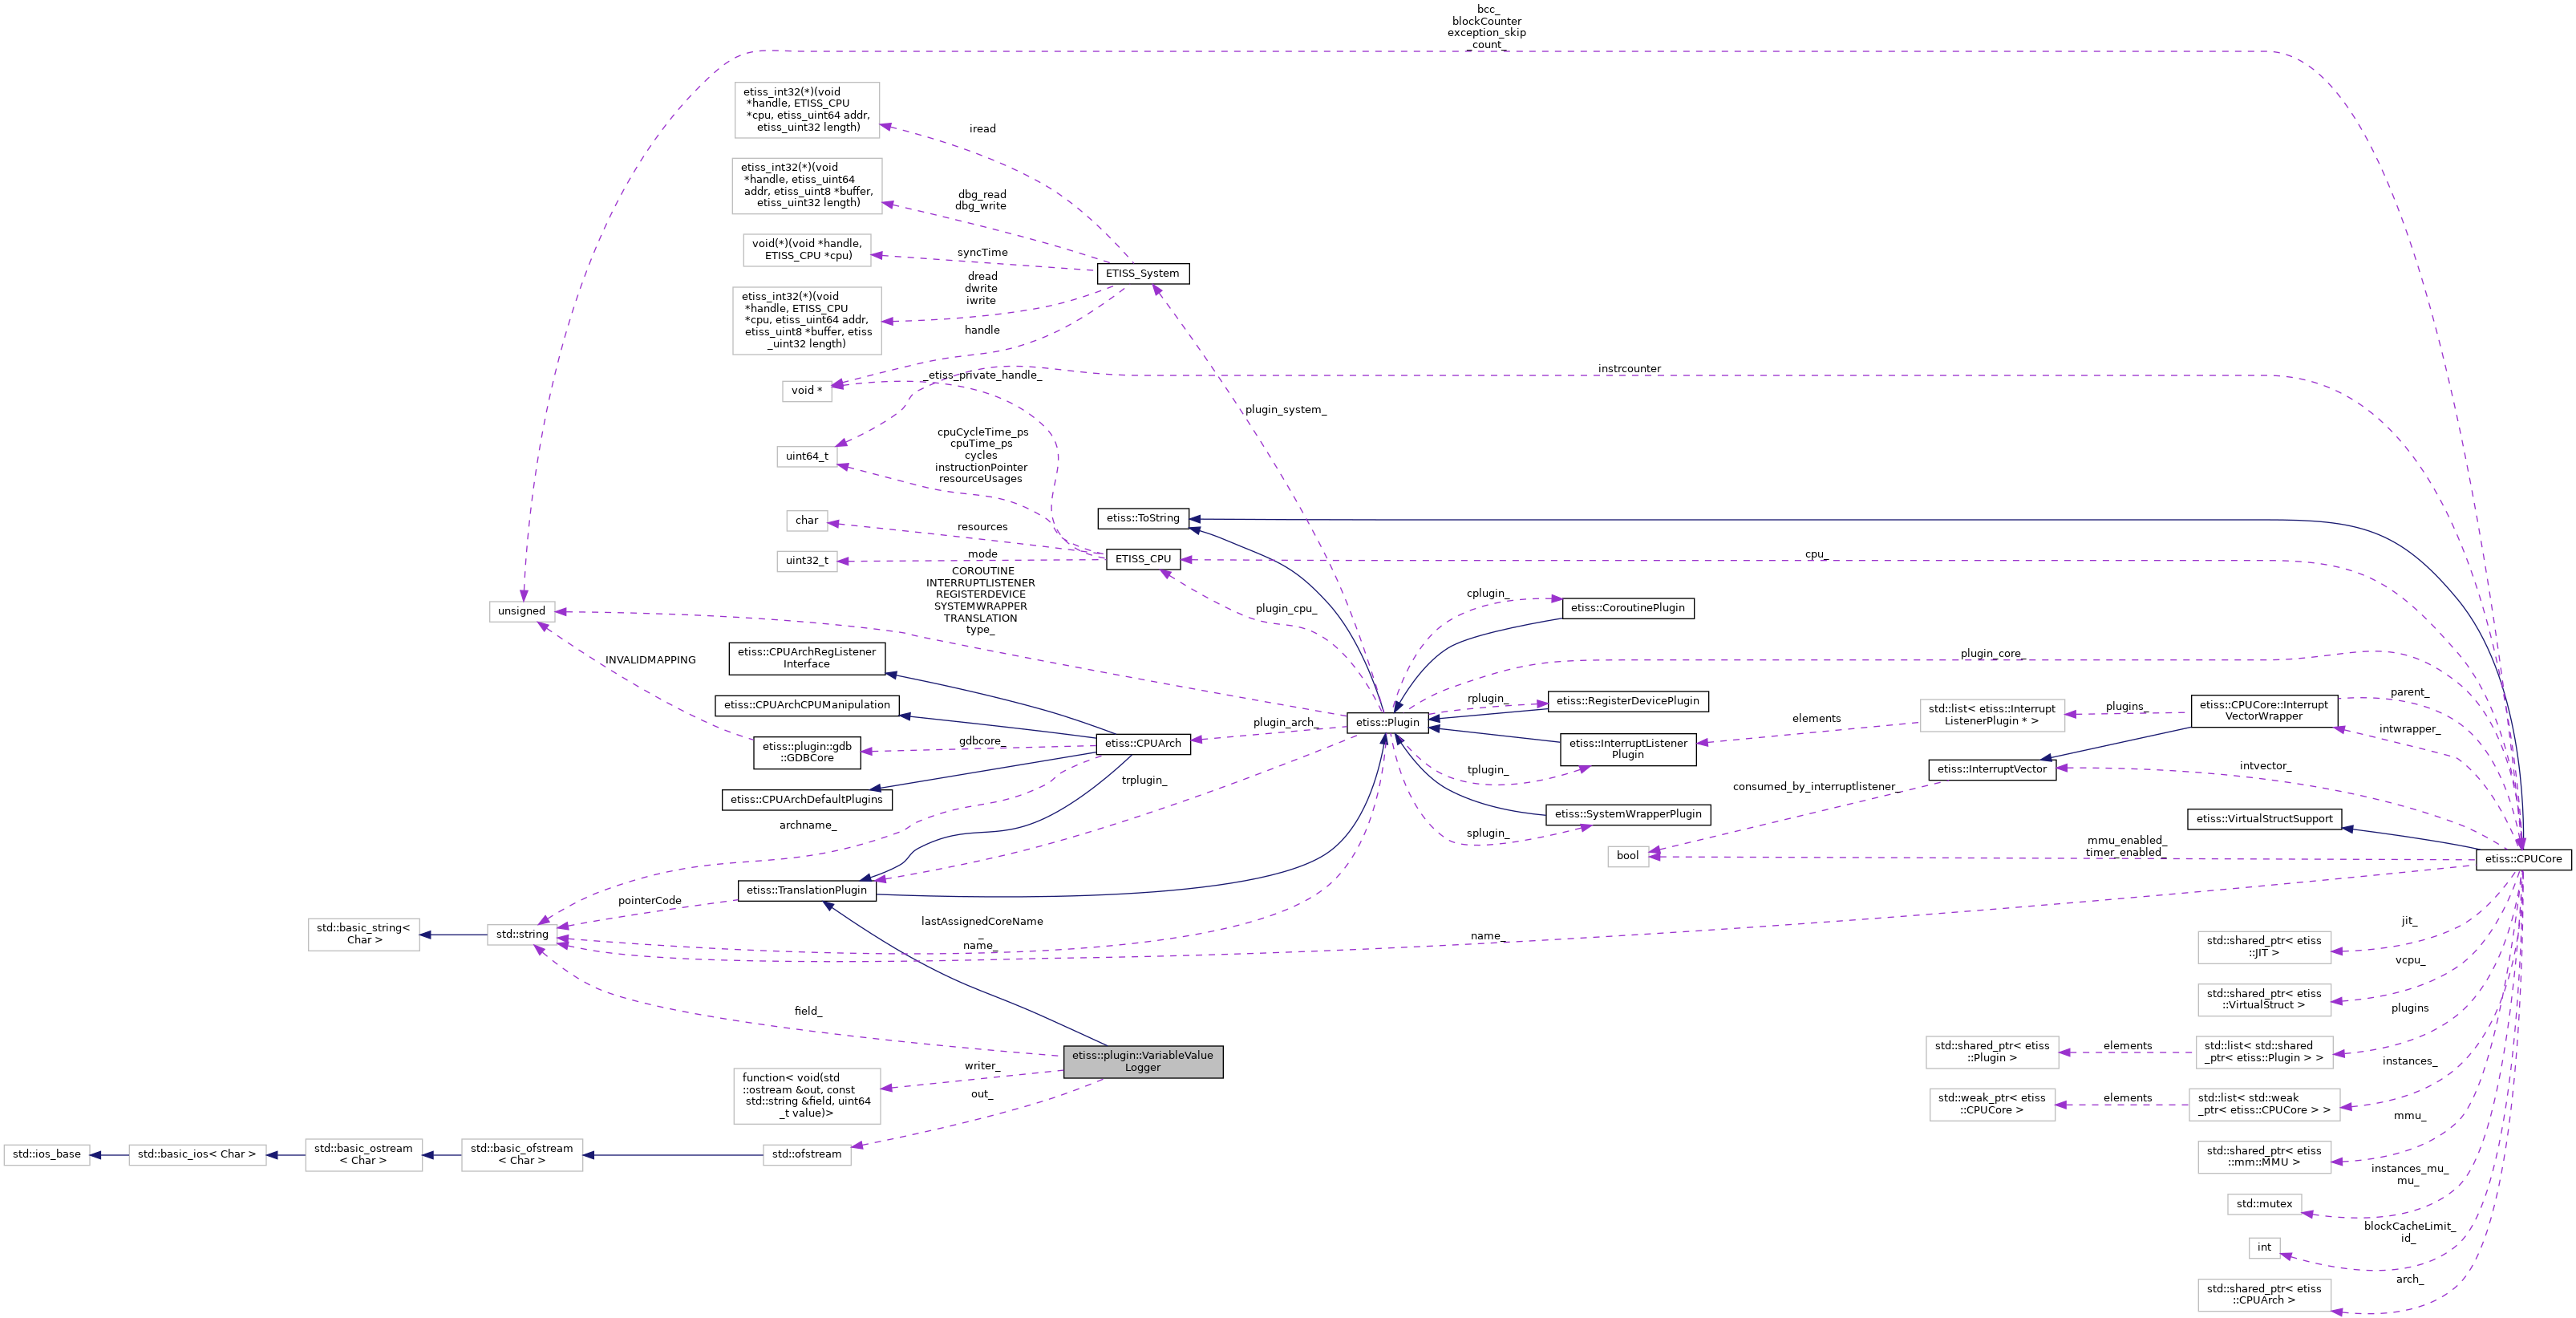 bcc_
blockCounter
exception_skip
_count_
etiss_int32(*)(void
*handle, ETISS_CPU
*cpu, etiss_uint64 addr,
etiss_uint32 length)
iread
etiss_int32(*)(void
*handle, etiss_uint64
addr, etiss_uint8 *buffer,
etiss_uint32 length)
dbg_read
dbg_write
void(*)(void *handle,
ETISS_CPU *cpu)
syncTime
ETISS_System
dread
dwrite
iwrite
etiss_int32(*)(void
*handle, ETISS_CPU
*cpu, etiss_uint64 addr,
etiss_uint8 *buffer, etiss
_uint32 length)
handle
instrcounter
_etiss_private_handle_
void *
plugin_system_
cpuCycleTime_ps
cpuTime_ps
cycles
instructionPointer
resourceUsages
uint64_t
etiss::ToString
char
resources
ETISS_CPU
cpu_
uint32_t
mode
COROUTINE
INTERRUPTLISTENER
REGISTERDEVICE
SYSTEMWRAPPER
TRANSLATION
type_
unsigned
plugin_cpu_
cplugin_
etiss::CoroutinePlugin
etiss::CPUArchRegListener
Interface
INVALIDMAPPING
plugin_core_
etiss::CPUArchCPUManipulation
rplugin_
etiss::RegisterDevicePlugin
parent_
etiss::CPUCore::Interrupt
VectorWrapper
plugins_
std::list< etiss::Interrupt
ListenerPlugin * >
elements
etiss::Plugin
plugin_arch_
intwrapper_
etiss::plugin::gdb
::GDBCore
gdbcore_
etiss::CPUArch
etiss::InterruptListener
Plugin
tplugin_
etiss::InterruptVector
intvector_
trplugin_
consumed_by_interruptlistener_
etiss::CPUArchDefaultPlugins
etiss::SystemWrapperPlugin
etiss::VirtualStructSupport
archname_
splugin_
mmu_enabled_
timer_enabled_
bool
etiss::CPUCore
etiss::TranslationPlugin
pointerCode
lastAssignedCoreName
_
name_
std::basic_string<
Char >
std::string
name_
jit_
std::shared_ptr< etiss
::JIT >
vcpu_
std::shared_ptr< etiss
::VirtualStruct >
field_
plugins
std::shared_ptr< etiss
::Plugin >
elements
std::list< std::shared
_ptr< etiss::Plugin > >
etiss::plugin::VariableValue
Logger
instances_
writer_
function< void(std
::ostream &out, const
std::string &field, uint64
_t value)>
out_
std::weak_ptr< etiss
::CPUCore >
elements
std::list< std::weak
_ptr< etiss::CPUCore > >
mmu_
std::ios_base
std::basic_ios< Char >
std::basic_ostream
< Char >
std::basic_ofstream
< Char >
std::ofstream
std::shared_ptr< etiss
::mm::MMU >
instances_mu_
mu_
std::mutex
blockCacheLimit_
id_
int
arch_
std::shared_ptr< etiss
::CPUArch >